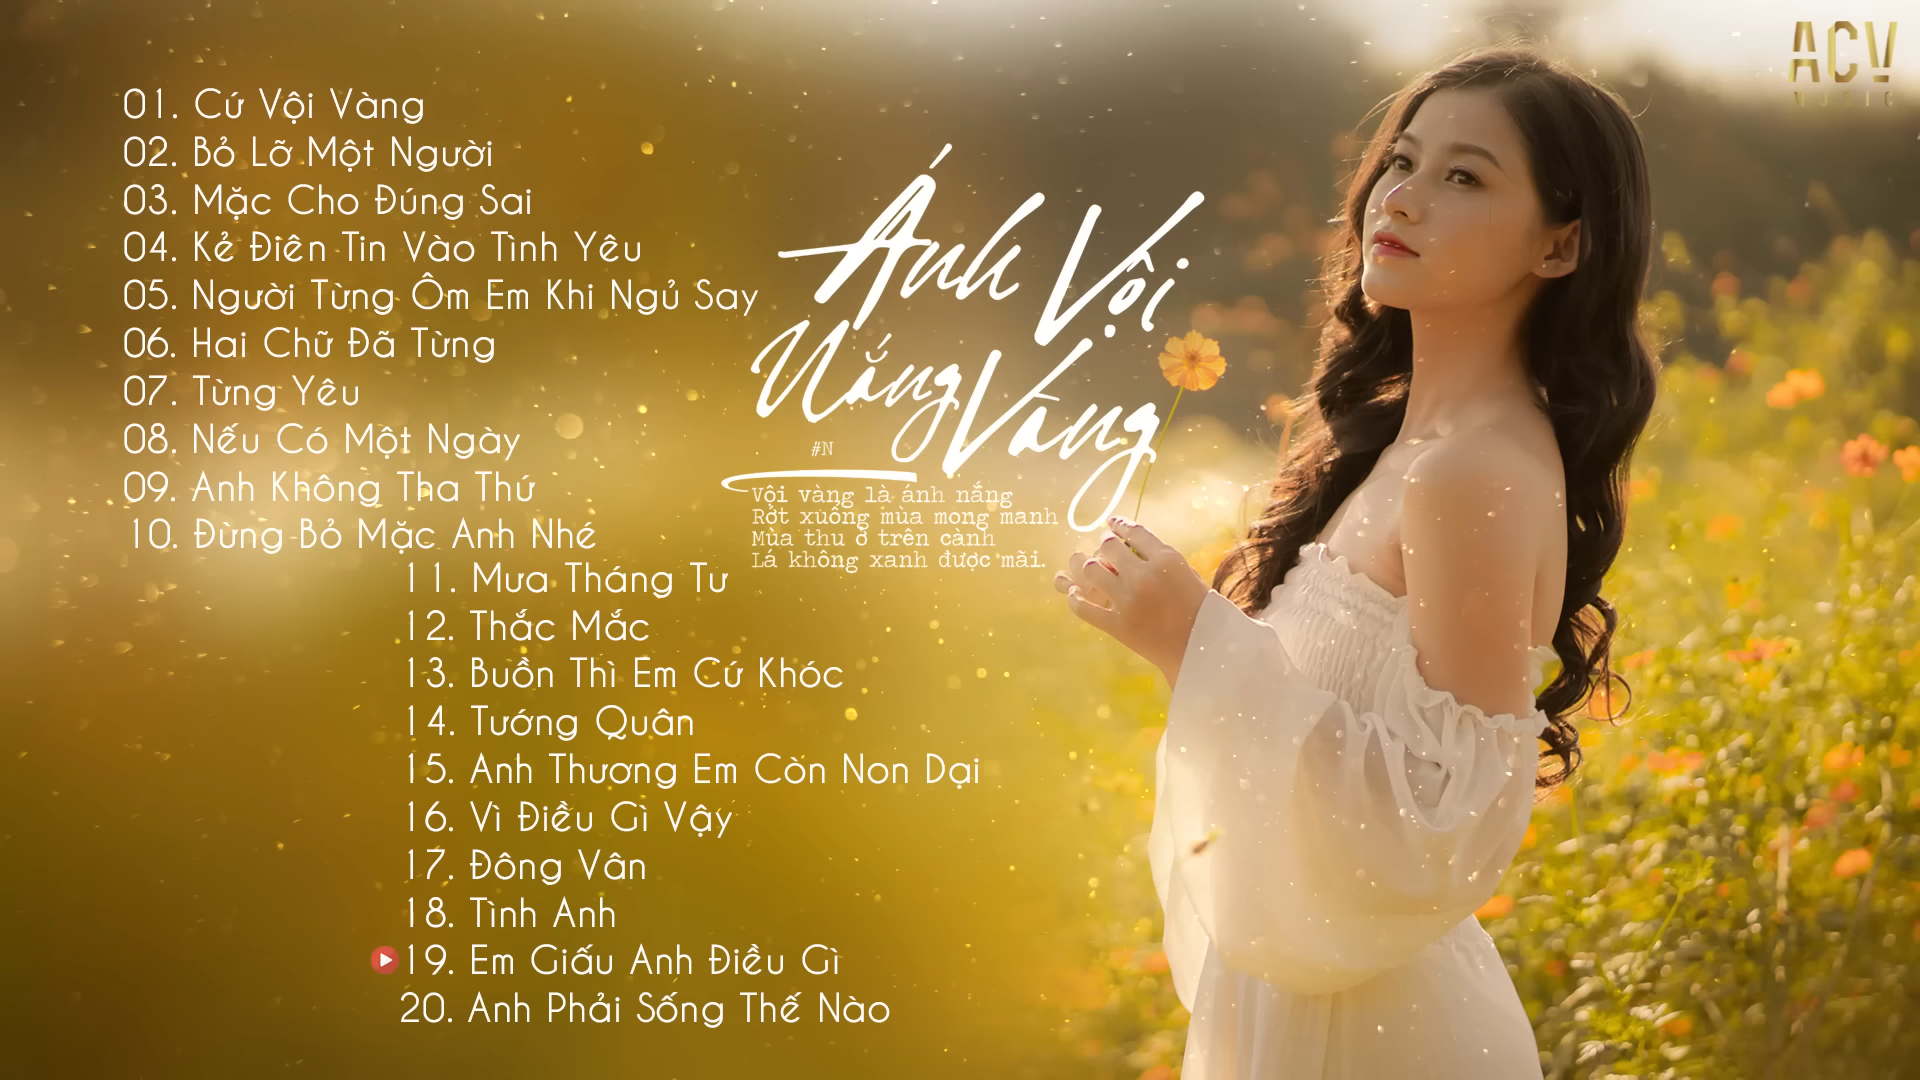 ACV
MUSIC
01. Cứ Vội Vàng
02. Bỏ Lỡ Một Người
03. Mặc Cho Đúng Sai
04. Kẻ Điên Tin Vào Tình Yêu
05. Người Từng Ôm Em Khi Ngủ Say
06. Hai Chữ Đã Từng
07. Từng Yêu
08. Nếu Có Một Ngày
09. Anh Không Tha Thứ
10. Đừng Bỏ Mặc Anh Nhé
11. Mưa Tháng Tư
12. Thắc Mắc
13. Buồn Thì Em Cứ Khóc
14. Tướng Quân
15. Anh Thương Em Còn Non Dại
16. Vì Điều Gì Vậy
17. Đông Vân
18. Tình Anh
19. Em Giấu Anh Điều Gì
20. Anh Phải Sống Thế Nào
Ánh Vội
Nắng Vàng
#N
Vội vàng là ánh nắng
Rớt xuống mùa mong manh
Mùa thu ở trên cành
Lá không xanh được mãi.